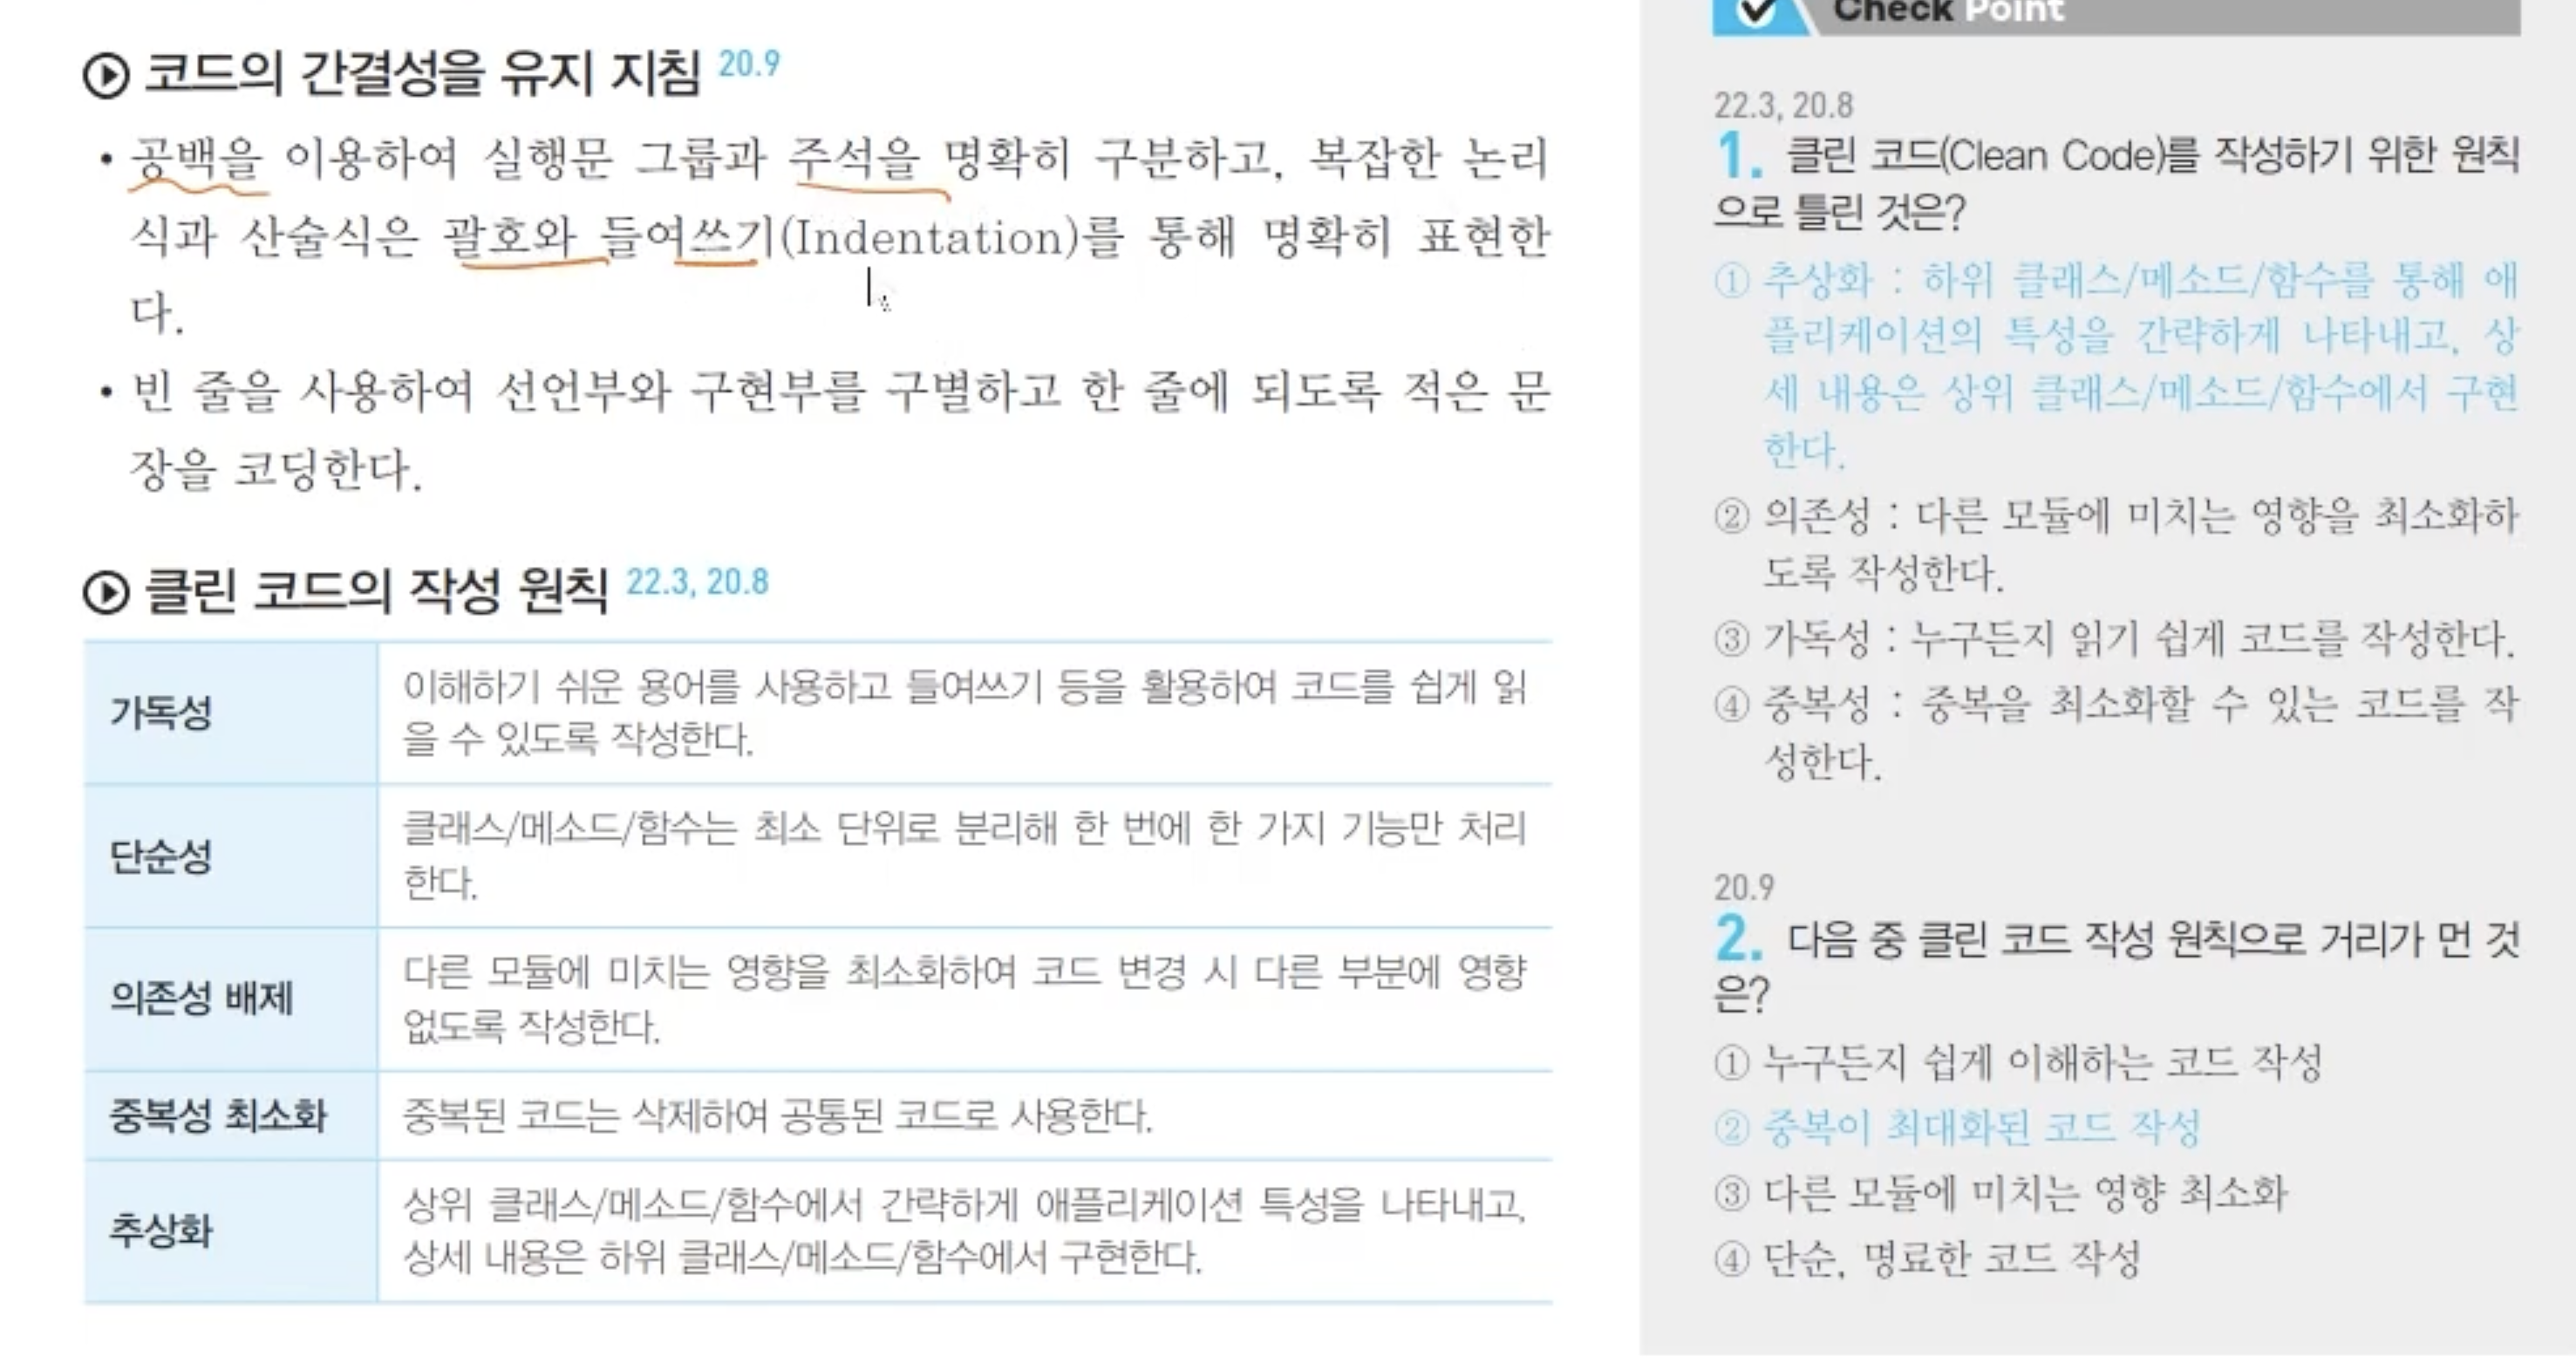 코드의 간결성을 유지 지침 20.9
• 공백을 이용하여 실행문 그룹과 주석을 명확히 구분하고, 복잡한 논리
식과 산술식은 괄호와 들여쓰기(Indentation)를 통해 명확히 표현한
다.
• 빈 줄을 사용하여 선언부와 구현부를 구별하고 한 줄에 되도록 적은 문
장을 코딩한다.
클린 코드의 작성 원칙 22.3, 20.8
가독성
이해하기 쉬운 용어를 사용하고 들여쓰기 등을 활용하여 코드를 쉽게 읽
을 수 있도록 작성한다.
단순성
클래스/메소드/함수는 최소 단위로 분리해 한 번에 한 가지 기능만 처리
한다.
의존성 배제
다른 모듈에 미치는 영향을 최소화하여 코드 변경 시 다른 부분에 영향
없도록 작성한다.
중복성 최소화
중복된 코드는 삭제하여 공통된 코드로 사용한다.
추상화
상위 클래스/메소드/함수에서 간략하게 애플리케이션 특성을 나타내고,
상세 내용은 하위 클래스/메소드/함수에서 구현한다.
Check Point
22.3, 20.8
1. 클린 코드(Clean Code)를 작성하기 위한 원칙
으로 틀린 것은?
① 추상화 : 하위 클래스/메소드/함수를 통해 애
플리케이션의 특성을 간략하게 나타내고, 상
세 내용은 상위 클래스/메소드/함수에서 구현
한다.
② 의존성 : 다른 모듈에 미치는 영향을 최소화하
도록 작성한다.
③ 가독성 : 누구든지 읽기 쉽게 코드를 작성한다.
④ 중복성 : 중복을 최소화할 수 있는 코드를 작
성한다.
20.9
2. 다음 중 클린 코드 작성 원칙으로 거리가 먼 것
은?
① 누구든지 쉽게 이해하는 코드 작성
② 중복이 최대화된 코드 작성
③ 다른 모듈에 미치는 영향 최소화
④ 단순, 명료한 코드 작성